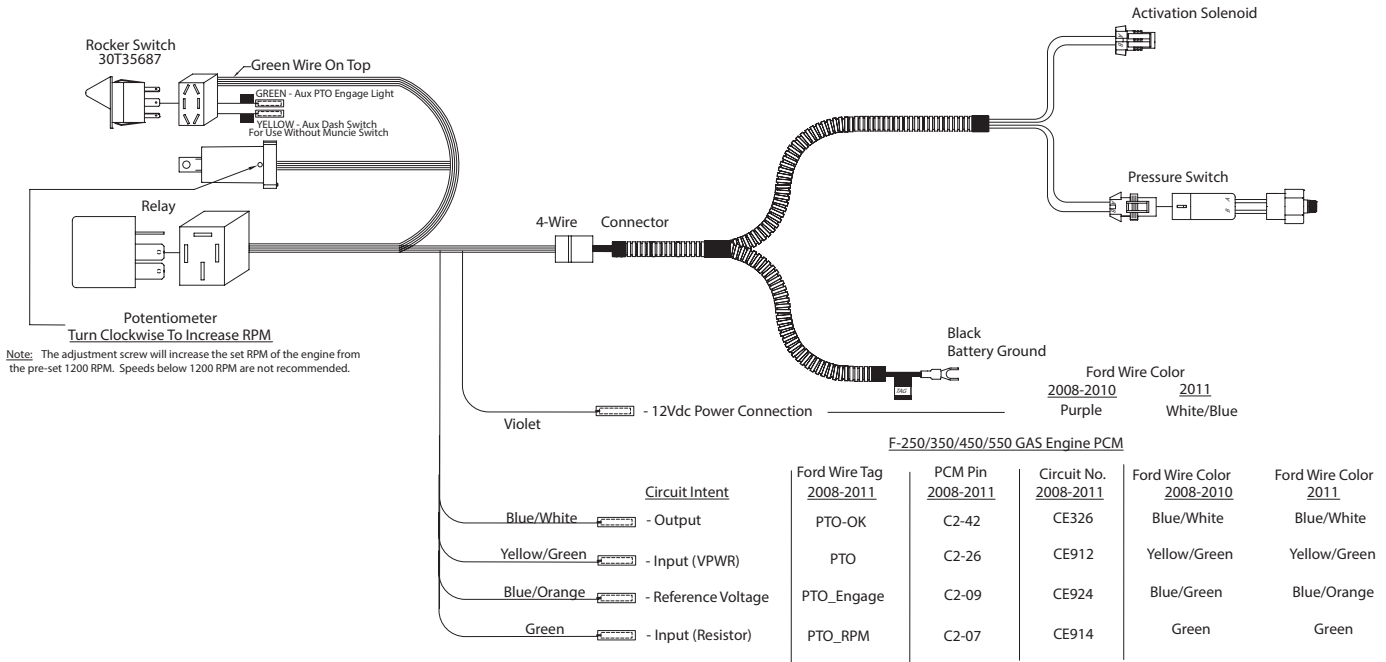 Activation Solenoid
Rocker Switch
30T35687
Green Wire On Top
GREEN - Aux PTO Engage Light
YELLOW - Aux Dash Switch
For Use Without Muncie Switch
Pressure Switch
A
B
Relay
4-Wire Connector
Potentiometer
Turn Clockwise To Increase RPM
Note: The adjustment screw will increase the set RPM of the engine from
the pre-set 1200 RPM. Speeds below 1200 RPM are not recommended.
Black
Battery Ground
TAG
Ford Wire Color
2008-2010 2011
Violet - 12Vdc Power Connection Purple White/Blue
F-250/350/450/550 GAS Engine PCM
Ford Wire Tag PCM Pin Circuit No. Ford Wire Color Ford Wire Color
Circuit Intent 2008-2011 2008-2011 2008-2011 2008-2010 2011
Blue/White - Output PTO-OK C2-42 CE326 Blue/White Blue/White
Yellow/Green - Input (VPWR) PTO C2-26 CE912 Yellow/Green Yellow/Green
Blue/Orange - Reference Voltage PTO_Engage C2-09 CE924 Blue/Green Blue/Orange
Green - Input (Resistor) PTO_RPM C2-07 CE914 Green Green